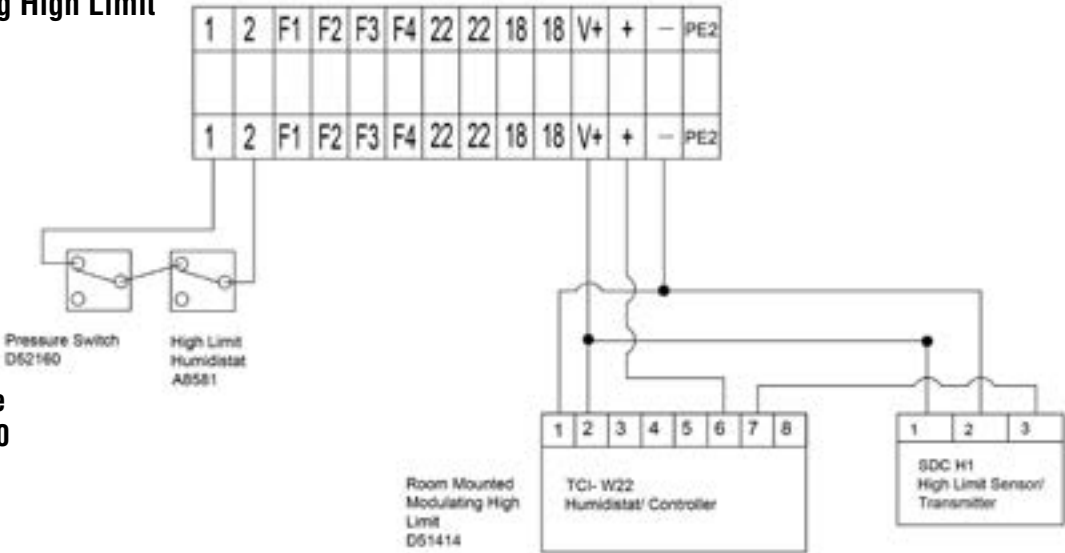 g High Limit
1 2 F1 F2 F3 F4 22 22 18 18 V+ + − PE2
1 2 F1 F2 F3 F4 22 22 18 18 V+ + − PE2
Pressure Switch
D52160
High Limit
Humidistat
A8581
e
0
1 2 3 4 5 6 7 8
1 2 3
Room Mounted
Modulating High
Limit
D51414
TCI- W22
Humidistat/ Controller
SDC H1
High Limit Sensor/
Transmitter